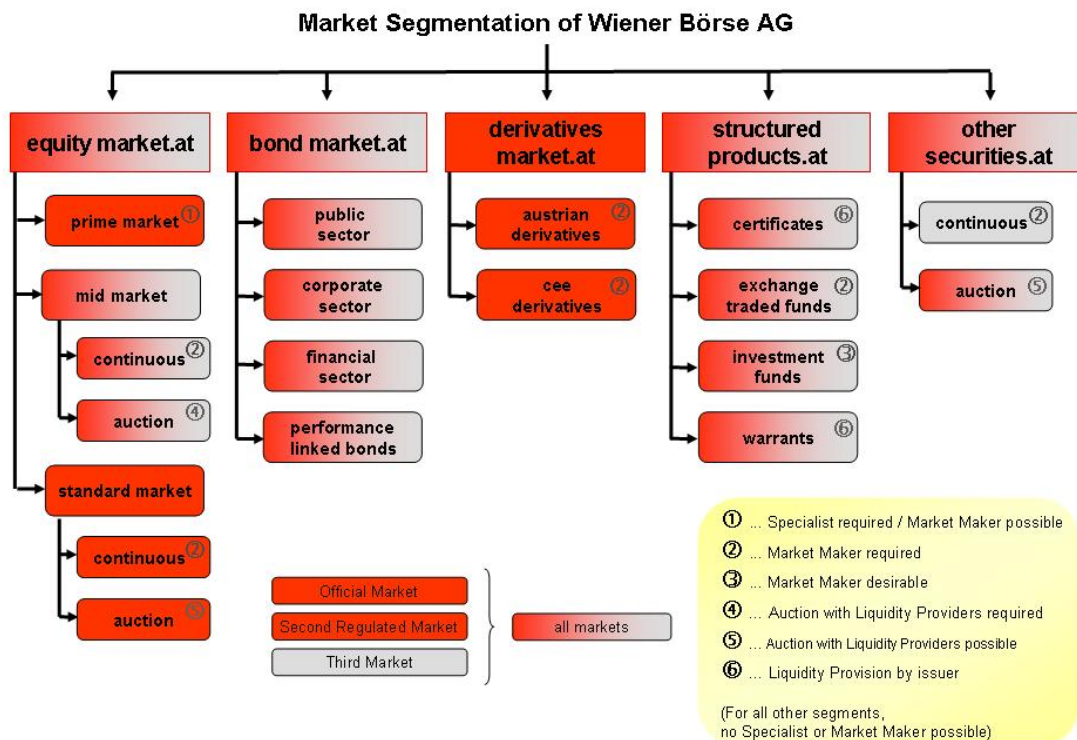 Market Segmentation of Wiener Börse AG
equity market.at
prime market ①
mid market
continuous ②
auction ④
standard market
continuous ②
auction ⑤
bond market.at
public
sector
corporate
sector
financial
sector
performance
linked bonds
derivatives
market.at
austrian ②
derivatives
cee ②
derivatives
structured
products.at
certificates ⑥
exchange ②
traded funds
investment ③
funds
warrants ⑥
other
securities.at
continuous ②
auction ⑤
Official Market
Second Regulated Market
Third Market
all markets
① ... Specialist required / Market Maker possible
② ... Market Maker required
③ ... Market Maker desirable
④ ... Auction with Liquidity Providers required
⑤ ... Auction with Liquidity Providers possible
⑥ ... Liquidity Provision by issuer
(For all other segments,
no Specialist or Market Maker possible)